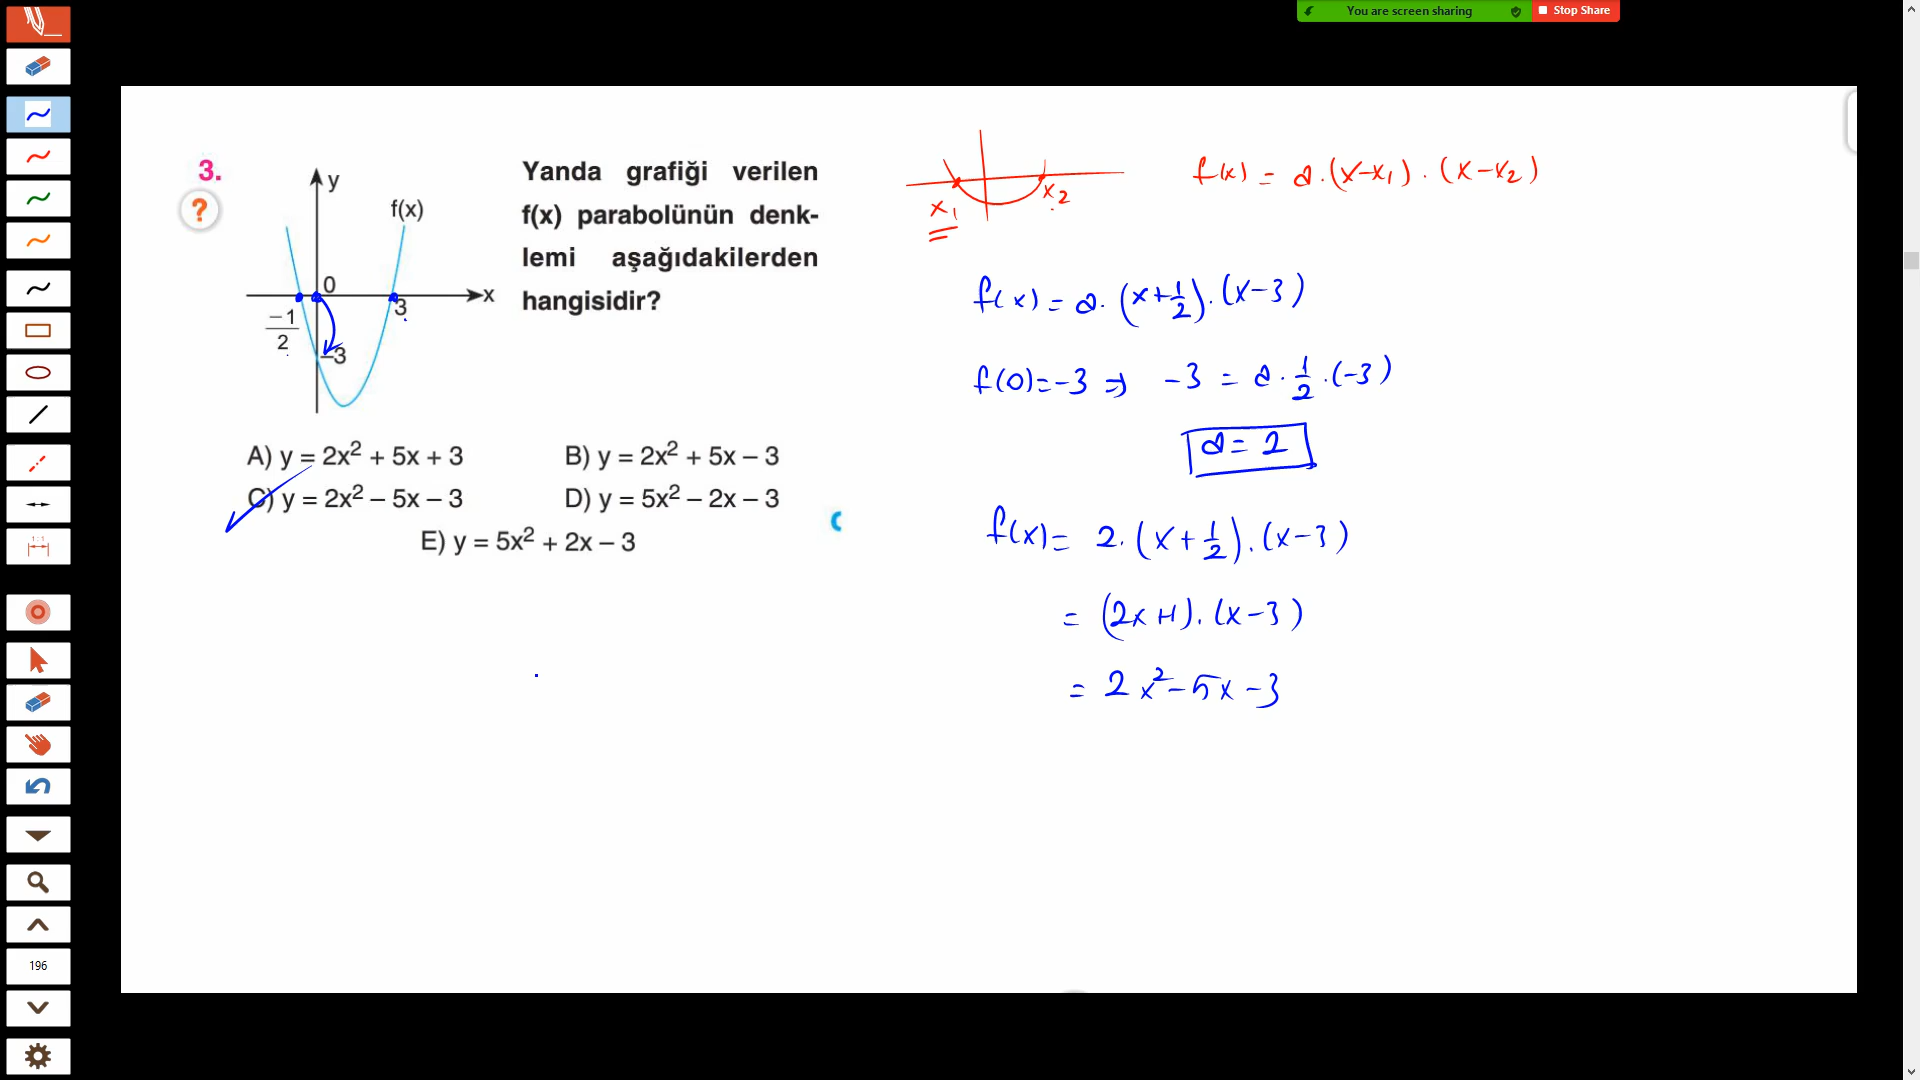 You are screen sharing
Stop Share
3.
?
y
f(x)
0
x
3
−1
2
−3
Yanda grafiği verilen
f(x) parabolünün denk-
lemi aşağıdakilerden
hangisidir?
A) y = 2x² + 5x + 3
B) y = 2x² + 5x – 3
C) y = 2x² – 5x – 3
D) y = 5x² – 2x – 3
E) y = 5x² + 2x – 3
x₁
x₂
f(x) = a.(x-x₁).(x-x₂)
f(x) = a.(x+1/2).(x-3)
f(0)=-3 ⇒ -3 = a.1/2.(-3)
a = 2
f(x)= 2.(x+1/2).(x-3)
= (2x+1).(x-3)
= 2x²-5x-3
1:1
196